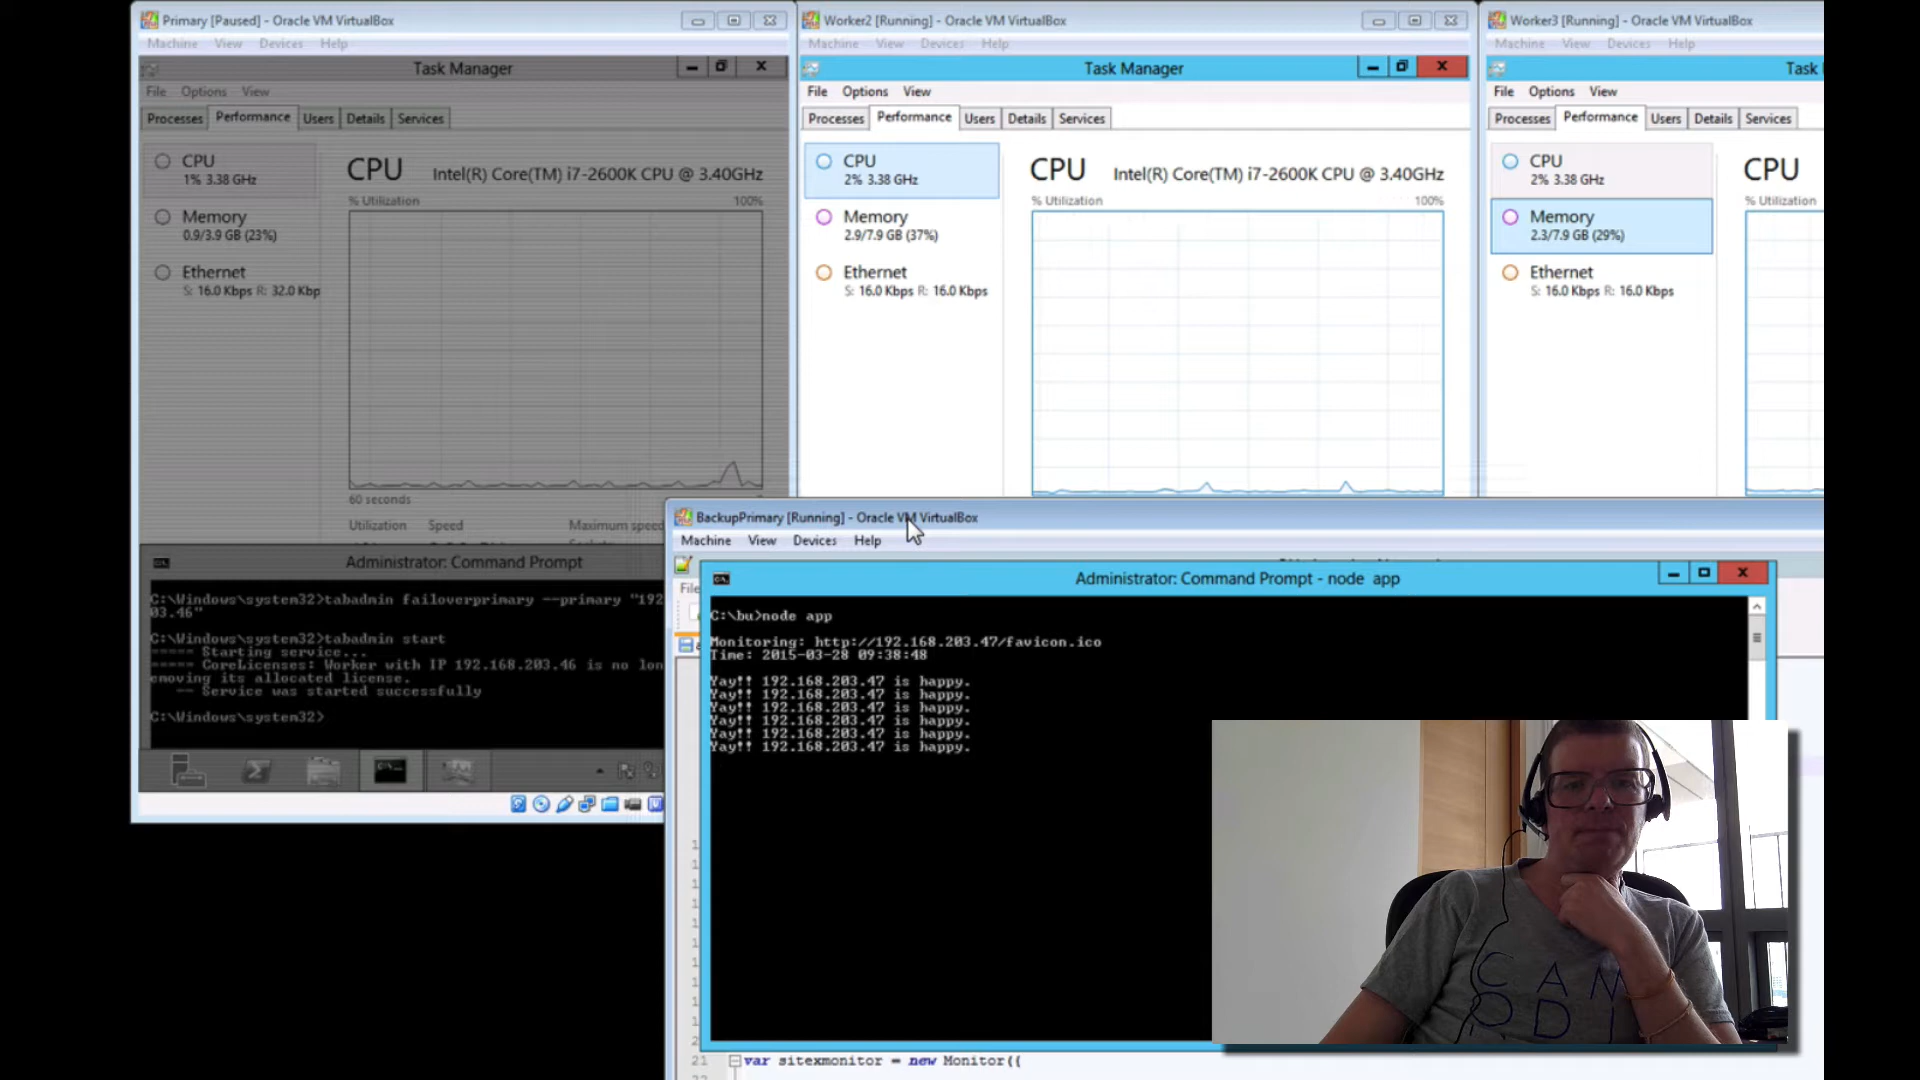 Primary [Paused] - Oracle VM VirtualBox
Machine View Devices Help
Task Manager
File Options View
Processes Performance Users Details Services
CPU
1% 3.38 GHz
Memory
0.9/3.9 GB (23%)
Ethernet
S: 16.0 Kbps R: 32.0 Kbp
CPU Intel(R) Core(TM) i7-2600K CPU @ 3.40GHz
% Utilization 100%
60 seconds
Utilization Speed Maximum speed
Administrator: Command Prompt
C:\Windows\system32>tabadmin failoverprimary --primary "192
03.46"
C:\Windows\system32>tabadmin start
===== Starting service...
===== CoreLicenses: Worker with IP 192.168.203.46 is no lon
emoving its allocated license.
-- Service was started successfully
C:\Windows\system32>
Worker2 [Running] - Oracle VM VirtualBox
Machine View Devices Help
Task Manager
File Options View
Processes Performance Users Details Services
CPU
2% 3.38 GHz
Memory
2.9/7.9 GB (37%)
Ethernet
S: 16.0 Kbps R: 16.0 Kbps
CPU Intel(R) Core(TM) i7-2600K CPU @ 3.40GHz
% Utilization 100%
Worker3 [Running] - Oracle VM VirtualBox
Machine View Devices Help
Task
File Options View
Processes Performance Users Details Services
CPU
2% 3.38 GHz
Memory
2.3/7.9 GB (29%)
Ethernet
S: 16.0 Kbps R: 16.0 Kbps
CPU
% Utilization
BackupPrimary [Running] - Oracle VM VirtualBox
Machine View Devices Help
File
Administrator: Command Prompt - node app
C:\bu>node app
Monitoring: http://192.168.203.47/favicon.ico
Time: 2015-03-28 09:38:48
Yay!! 192.168.203.47 is happy.
Yay!! 192.168.203.47 is happy.
Yay!! 192.168.203.47 is happy.
Yay!! 192.168.203.47 is happy.
Yay!! 192.168.203.47 is happy.
Yay!! 192.168.203.47 is happy.
21 var sitexmonitor = new Monitor({